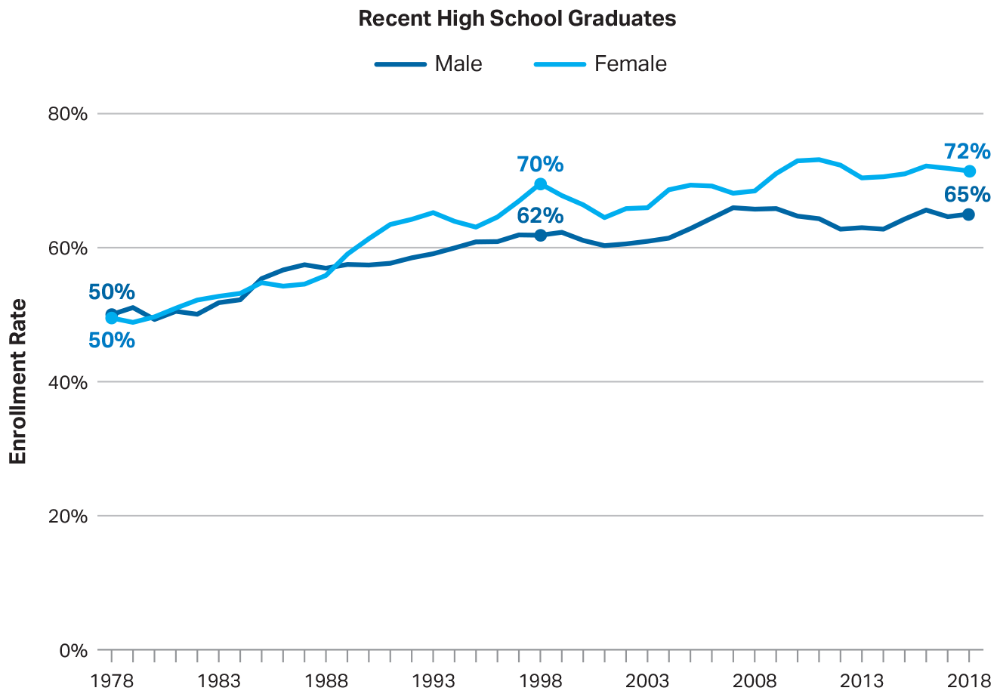 Recent High School Graduates
Male Female
80%
72%
70%
65%
62%
60%
50%
50%
Enrollment Rate
40%
20%
0%
1978 1983 1988 1993 1998 2003 2008 2013 2018